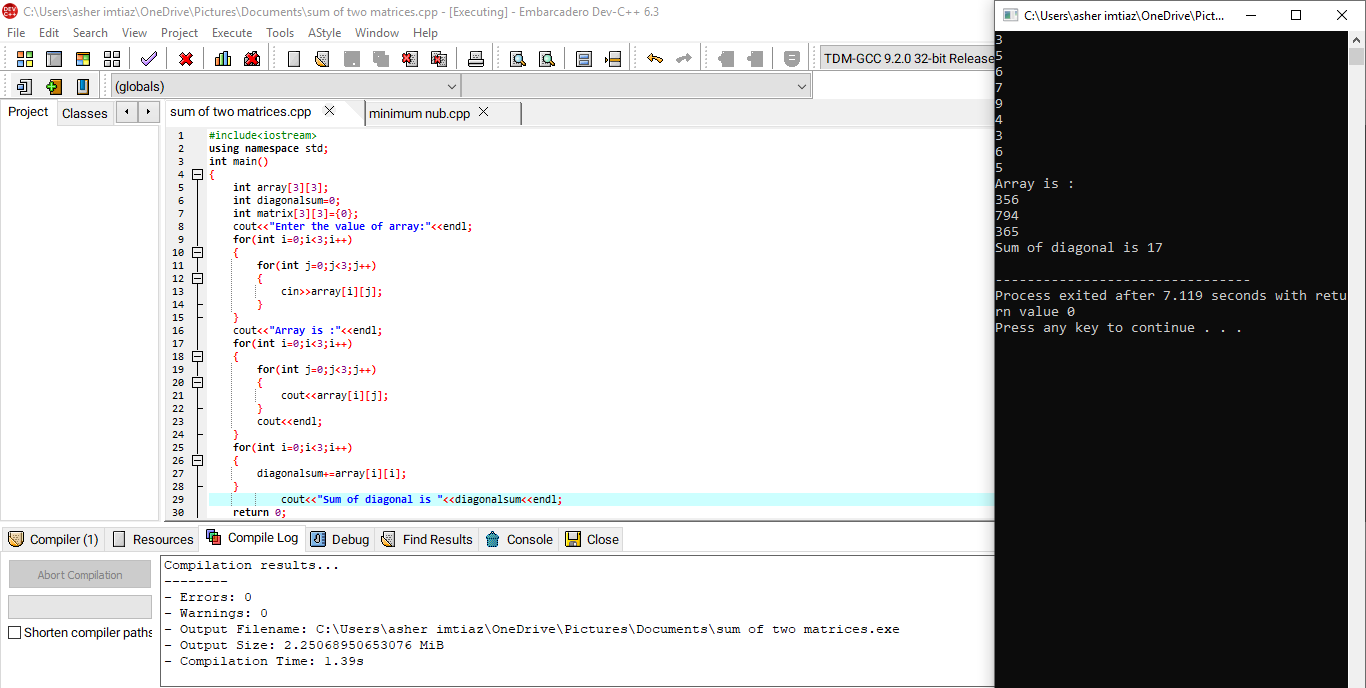 C:\Users\asher imtiaz\OneDrive\Pictures\Documents\sum of two matrices.cpp - [Executing] - Embarcadero Dev-C++ 6.3
File Edit Search View Project Execute Tools AStyle Window Help
TDM-GCC 9.2.0 32-bit Release
(globals)
Project Classes
sum of two matrices.cpp minimum nub.cpp
1 #include<iostream>
2 using namespace std;
3 int main()
4 {
5 int array[3][3];
6 int diagonalsum=0;
7 int matrix[3][3]={0};
8 cout<<"Enter the value of array:"<<endl;
9 for(int i=0;i<3;i++)
10 {
11 for(int j=0;j<3;j++)
12 {
13 cin>>array[i][j];
14 }
15 }
16 cout<<"Array is :"<<endl;
17 for(int i=0;i<3;i++)
18 {
19 for(int j=0;j<3;j++)
20 {
21 cout<<array[i][j];
22 }
23 cout<<endl;
24 }
25 for(int i=0;i<3;i++)
26 {
27 diagonalsum+=array[i][i];
28 }
29 cout<<"Sum of diagonal is "<<diagonalsum<<endl;
30 return 0;
Compiler (1) Resources Compile Log Debug Find Results Console Close
Abort Compilation
Shorten compiler paths
Compilation results...
--------
- Errors: 0
- Warnings: 0
- Output Filename: C:\Users\asher imtiaz\OneDrive\Pictures\Documents\sum of two matrices.exe
- Output Size: 2.25068950653076 MiB
- Compilation Time: 1.39s
C:\Users\asher imtiaz\OneDrive\Pict...
3
5
6
7
9
4
3
6
5
Array is :
356
794
365
Sum of diagonal is 17
--------------------------------
Process exited after 7.119 seconds with retu
rn value 0
Press any key to continue . . .